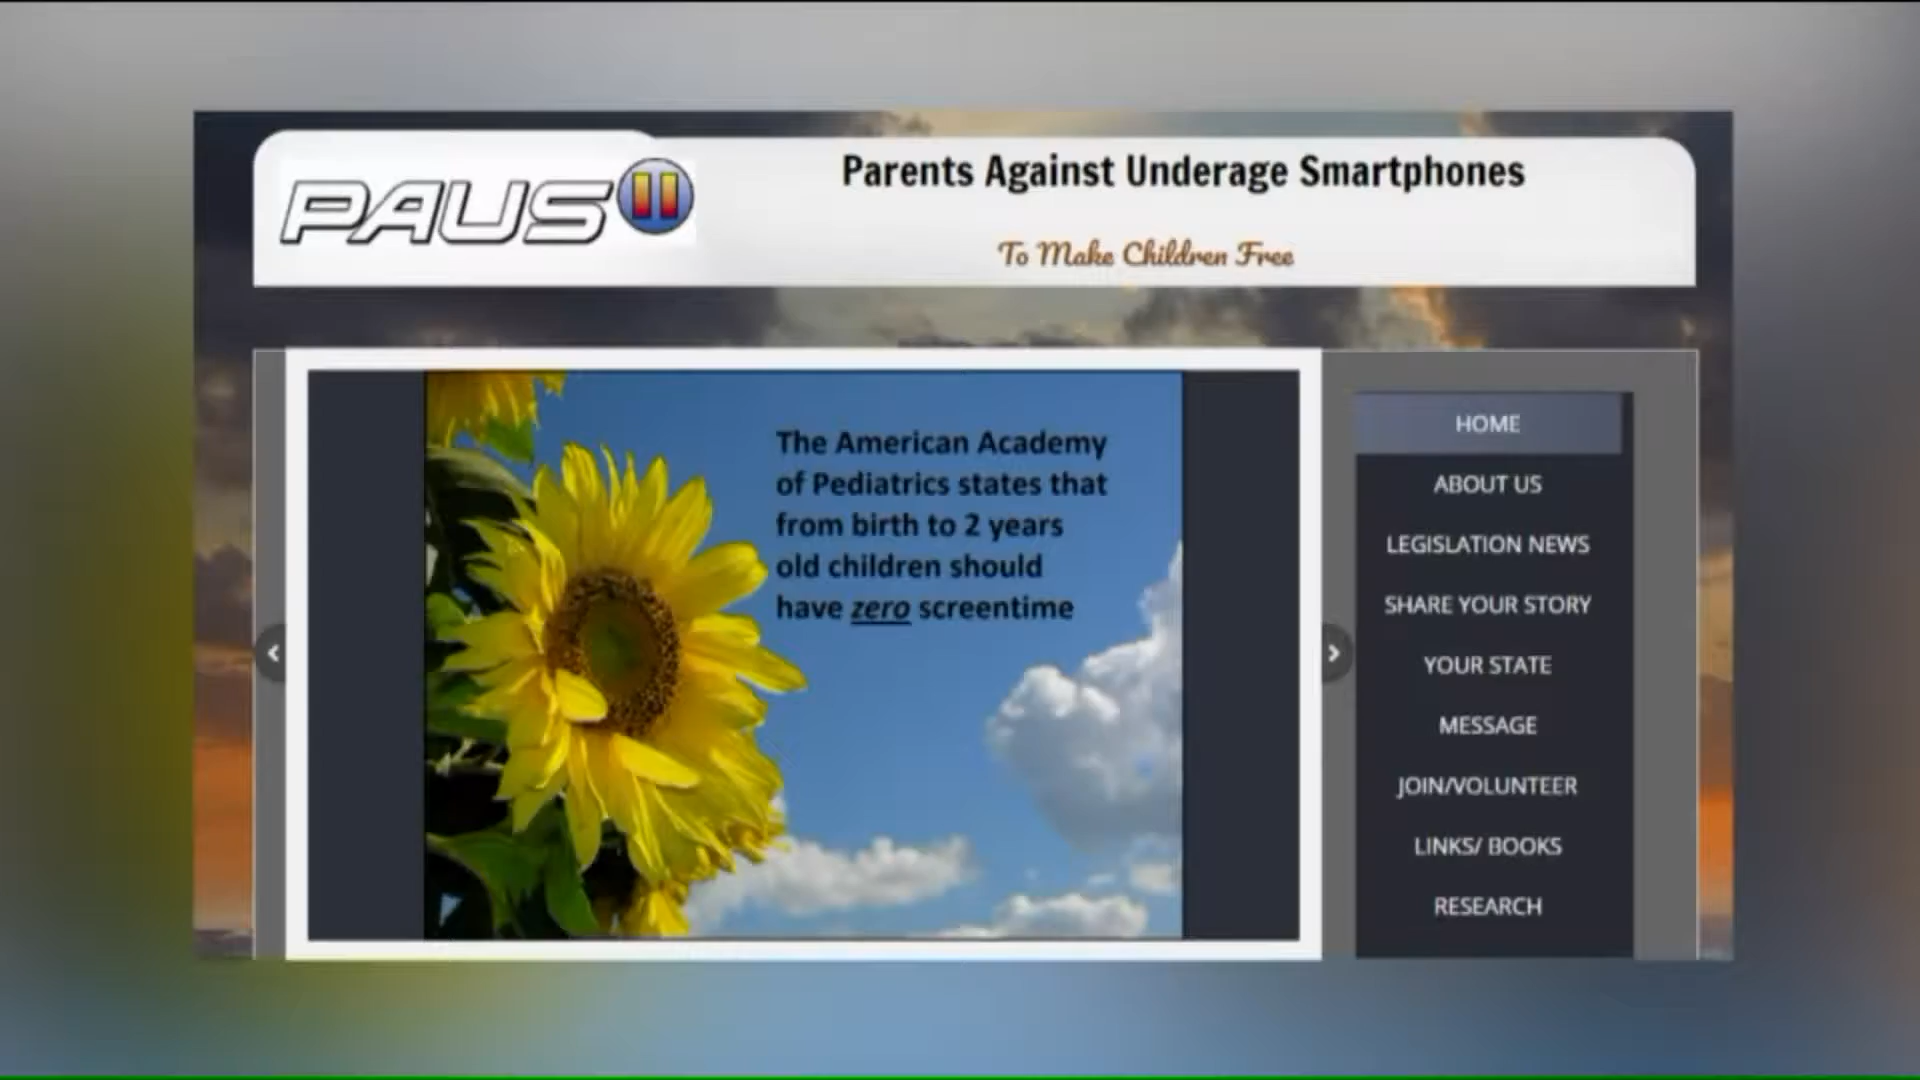 PAUS
Parents Against Underage Smartphones
To Make Children Free
The American Academy
of Pediatrics states that
from birth to 2 years
old children should
have zero screentime
HOME
ABOUT US
LEGISLATION NEWS
SHARE YOUR STORY
YOUR STATE
MESSAGE
JOIN/VOLUNTEER
LINKS/ BOOKS
RESEARCH